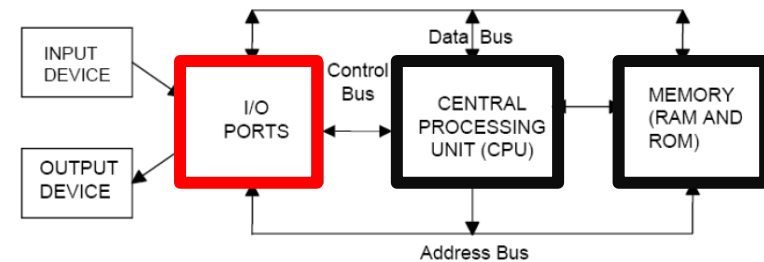 Data Bus
INPUT
DEVICE
Control
Bus
I/O
PORTS
CENTRAL
PROCESSING
UNIT (CPU)
MEMORY
(RAM AND
ROM)
OUTPUT
DEVICE
Address Bus